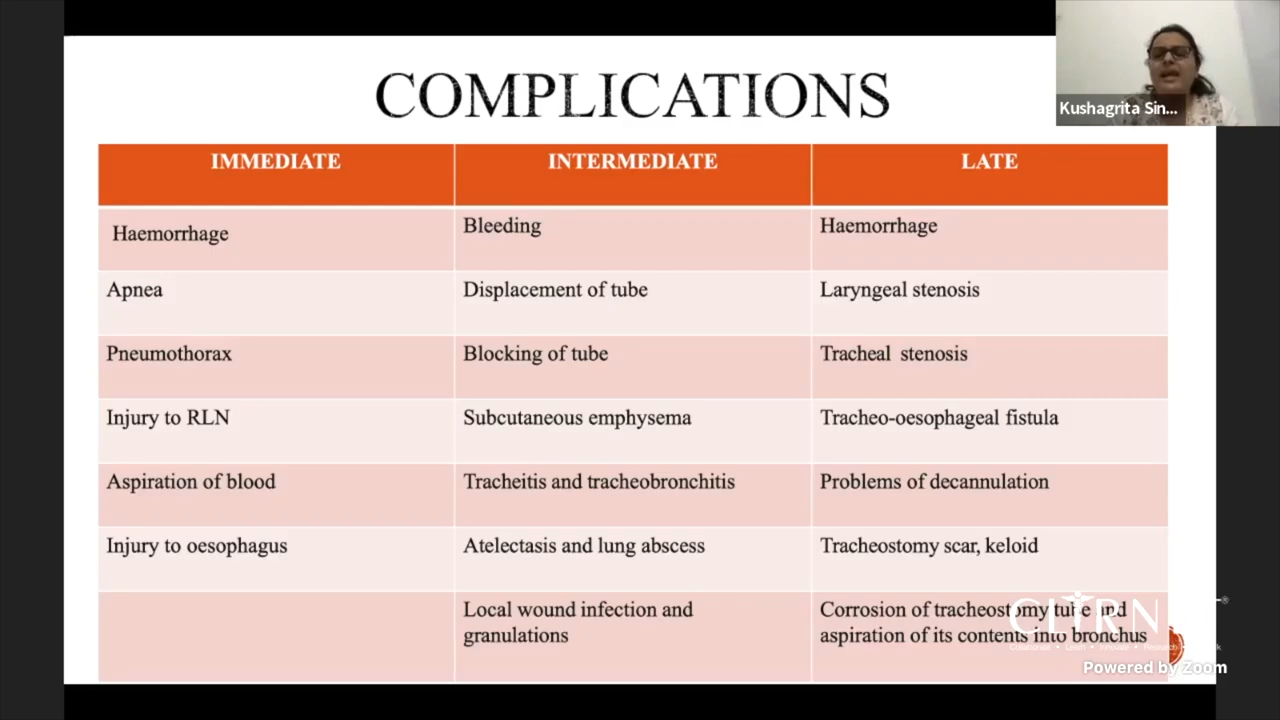 COMPLICATIONS
Kushagrita Sin...
IMMEDIATE INTERMEDIATE LATE
Haemorrhage Bleeding Haemorrhage
Apnea Displacement of tube Laryngeal stenosis
Pneumothorax Blocking of tube Tracheal stenosis
Injury to RLN Subcutaneous emphysema Tracheo-oesophageal fistula
Aspiration of blood Tracheitis and tracheobronchitis Problems of decannulation
Injury to oesophagus Atelectasis and lung abscess Tracheostomy scar, keloid
Local wound infection and
granulations
Corrosion of tracheostomy tube and
aspiration of its contents into bronchus
Powered by Zoom